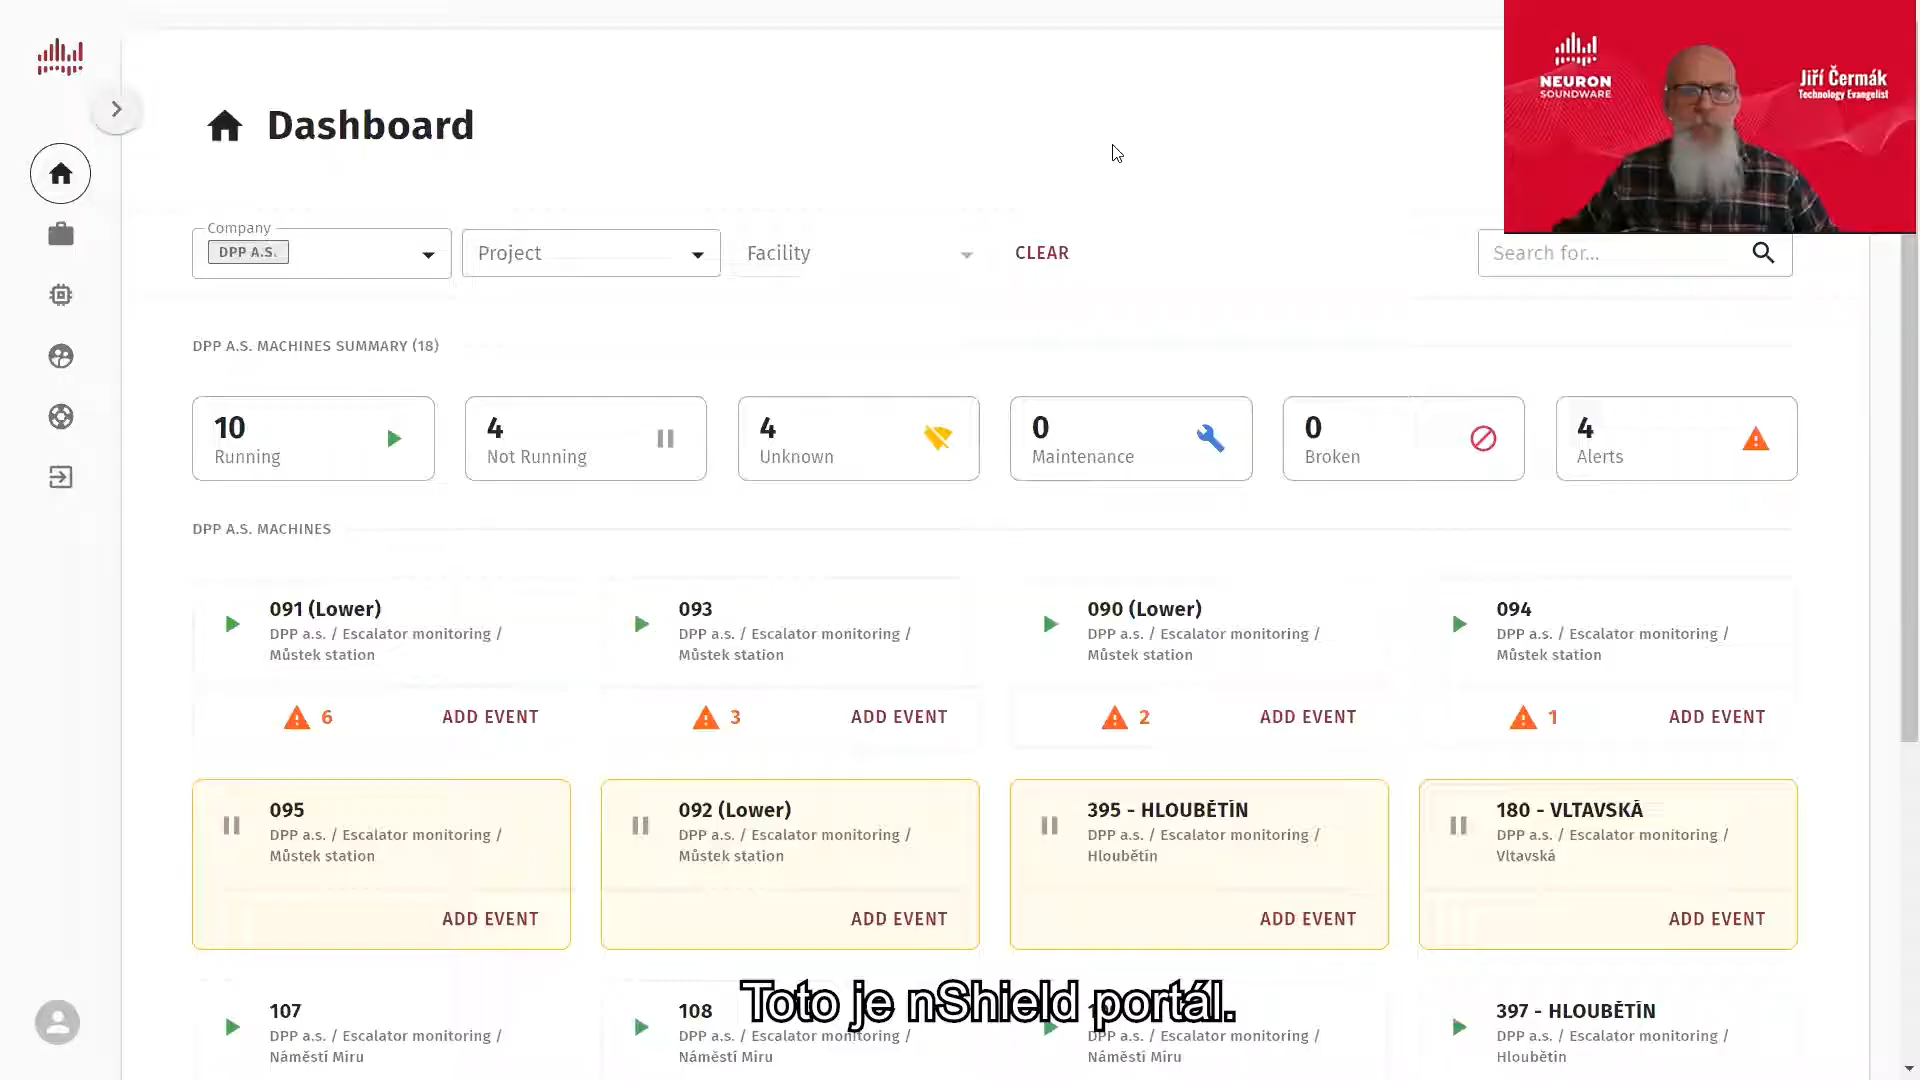 NEURON
SOUNDWARE
Jiří Čermák
Technology Evangelist
Dashboard
Company
DPP A.S.
Project
Facility
CLEAR
Search for...
DPP A.S. MACHINES SUMMARY (18)
10
Running
4
Not Running
4
Unknown
0
Maintenance
0
Broken
4
Alerts
DPP A.S. MACHINES
091 (Lower)
DPP a.s. / Escalator monitoring /
Můstek station
6
ADD EVENT
093
DPP a.s. / Escalator monitoring /
Můstek station
3
ADD EVENT
090 (Lower)
DPP a.s. / Escalator monitoring /
Můstek station
2
ADD EVENT
094
DPP a.s. / Escalator monitoring /
Můstek station
1
ADD EVENT
095
DPP a.s. / Escalator monitoring /
Můstek station
ADD EVENT
092 (Lower)
DPP a.s. / Escalator monitoring /
Můstek station
ADD EVENT
395 - HLOUBĚTÍN
DPP a.s. / Escalator monitoring /
Hloubětín
ADD EVENT
180 - VLTAVSKÁ
DPP a.s. / Escalator monitoring /
Vltavská
ADD EVENT
107
DPP a.s. / Escalator monitoring /
Náměstí Míru
108
DPP a.s. / Escalator monitoring /
Náměstí Míru
DPP a.s. / Escalator monitoring /
Náměstí Míru
397 - HLOUBĚTÍN
DPP a.s. / Escalator monitoring /
Hloubětín
Toto je nShield portál.